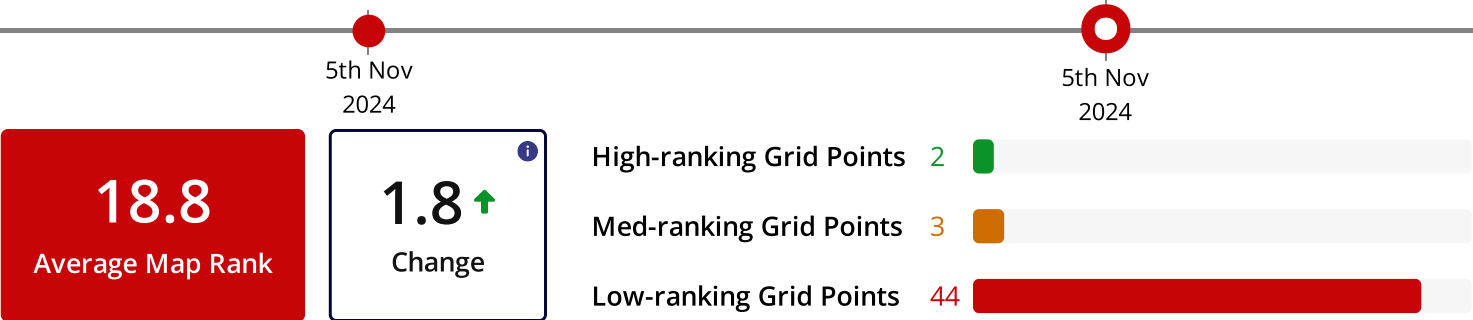 5th Nov
2024
5th Nov
2024
18.8
Average Map Rank
1.8
Change
High-ranking Grid Points 2
Med-ranking Grid Points 3
Low-ranking Grid Points 44